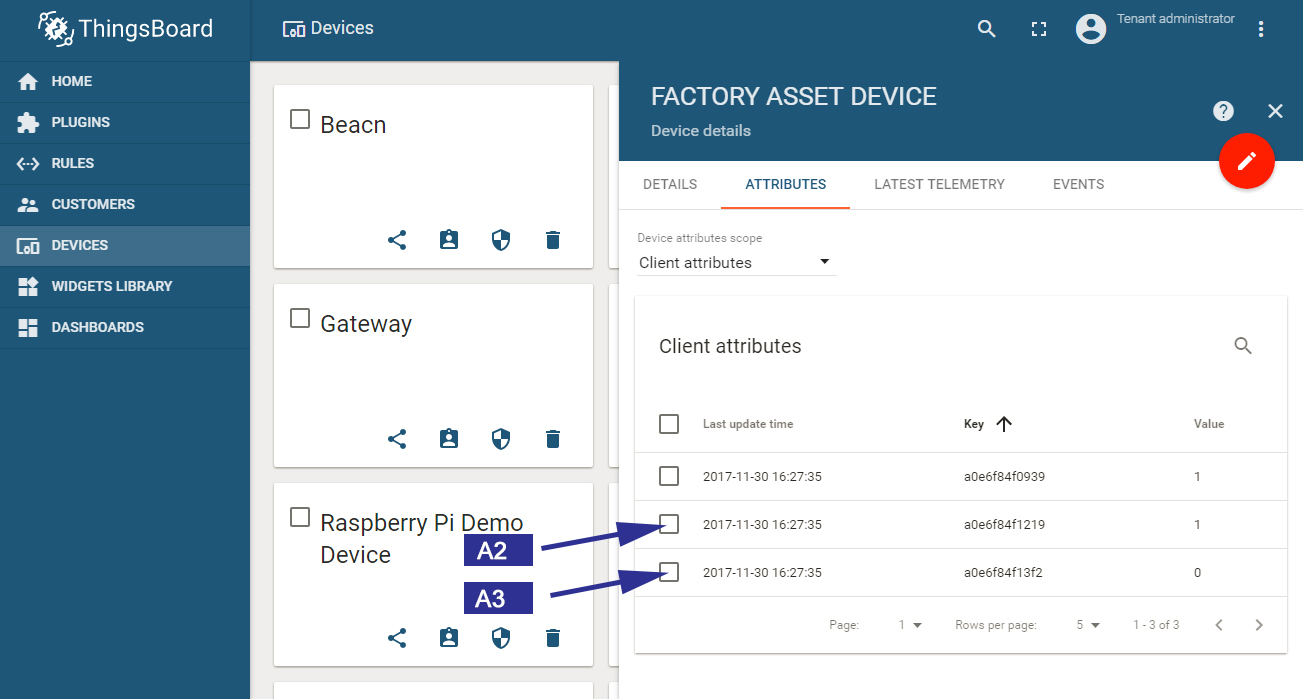 ThingsBoard
Devices
Tenant administrator
HOME
PLUGINS
RULES
CUSTOMERS
DEVICES
WIDGETS LIBRARY
DASHBOARDS
Beacn
Gateway
Raspberry Pi Demo
Device
A2
A3
FACTORY ASSET DEVICE
Device details
?
DETAILS ATTRIBUTES LATEST TELEMETRY EVENTS
Device attributes scope
Client attributes
Client attributes
Last update time Key Value
2017-11-30 16:27:35 a0e6f84f0939 1
2017-11-30 16:27:35 a0e6f84f1219 1
2017-11-30 16:27:35 a0e6f84f13f2 0
Page: 1 Rows per page: 5 1 - 3 of 3